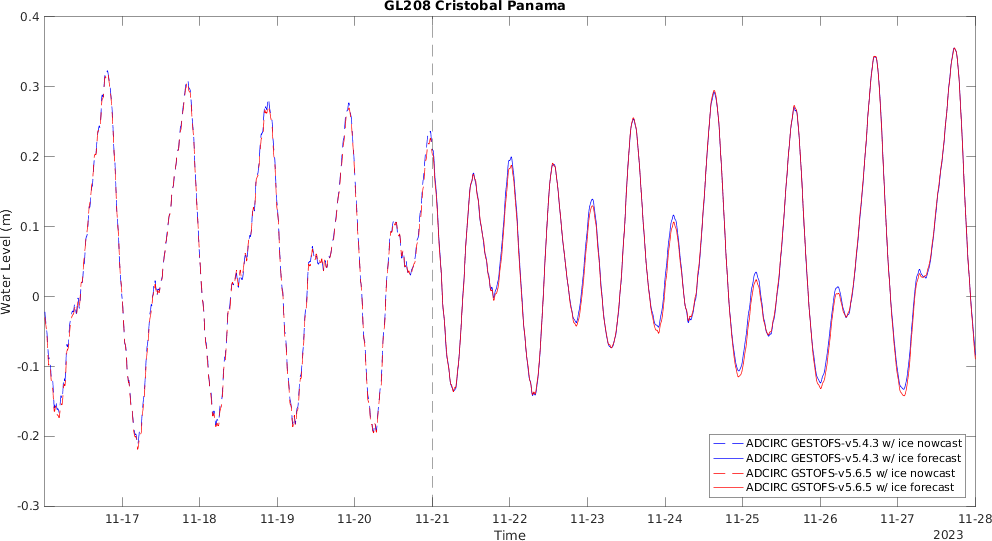 GL208 Cristobal Panama
Water Level (m)
0.4
0.3
0.2
0.1
0
-0.1
-0.2
-0.3
ADCIRC GESTOFS-v5.4.3 w/ ice nowcast
ADCIRC GESTOFS-v5.4.3 w/ ice forecast
ADCIRC GSTOFS-v5.6.5 w/ ice nowcast
ADCIRC GSTOFS-v5.6.5 w/ ice forecast
11-17 11-18 11-19 11-20 11-21 11-22 11-23 11-24 11-25 11-26 11-27 11-28
Time
2023